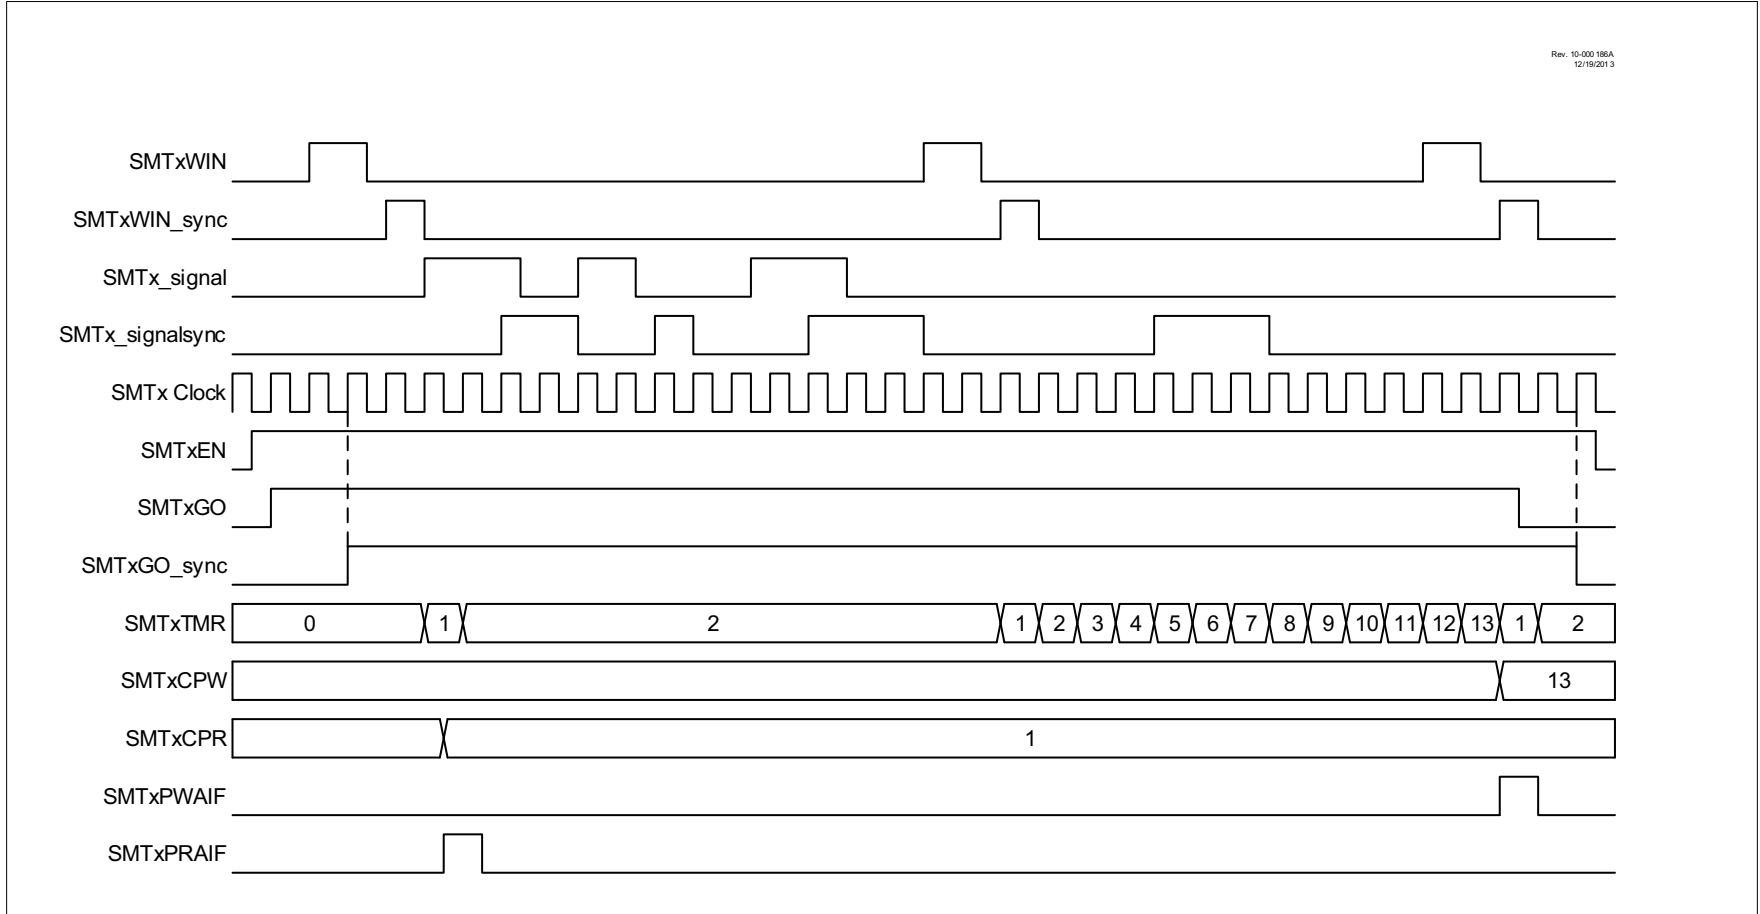 Rev. 10-000 186A
12/19/201 3
SMTxWIN
SMTxWIN_sync
SMTx_signal
SMTx_signalsync
SMTx Clock
SMTxEN
SMTxGO
SMTxGO_sync
SMTxTMR 0 1 2 1 2 3 4 5 6 7 8 9 10 11 12 13 1 2
SMTxCPW 13
SMTxCPR 1
SMTxPWAIF
SMTxPRAIF